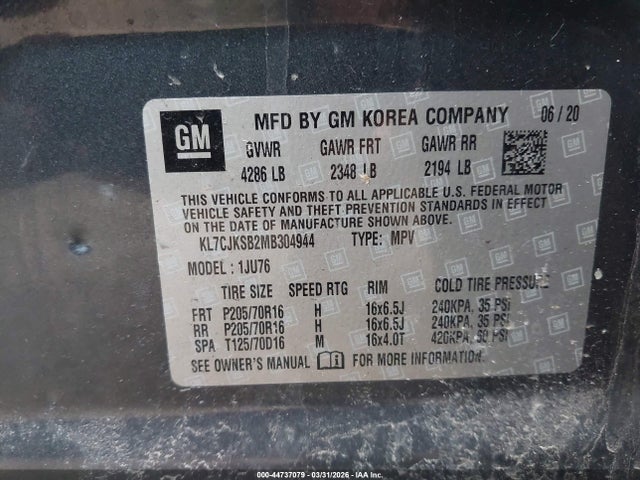 GM
MFD BY GM KOREA COMPANY 06/20
GVWR GAWR FRT GAWR RR
4286 LB 2348 LB 2194 LB
THIS VEHICLE CONFORMS TO ALL APPLICABLE U.S. FEDERAL MOTOR
VEHICLE SAFETY AND THEFT PREVENTION STANDARDS IN EFFECT
ON THE DATE OF MANUFACTURE SHOWN ABOVE.
KL7CJKSB2MB304944 TYPE: MPV
MODEL: 1JU76
TIRE SIZE SPEED RTG RIM COLD TIRE PRESSURE
FRT P205/70R16 H 16x6.5J 240KPA, 35 PSI
RR P205/70R16 H 16x6.5J 240KPA, 35 PSI
SPA T125/70D16 M 16x4.0T 420KPA, 60 PSI
SEE OWNER'S MANUAL FOR MORE INFORMATION.
000-44737079 - 03/31/2026 - IAA Inc.